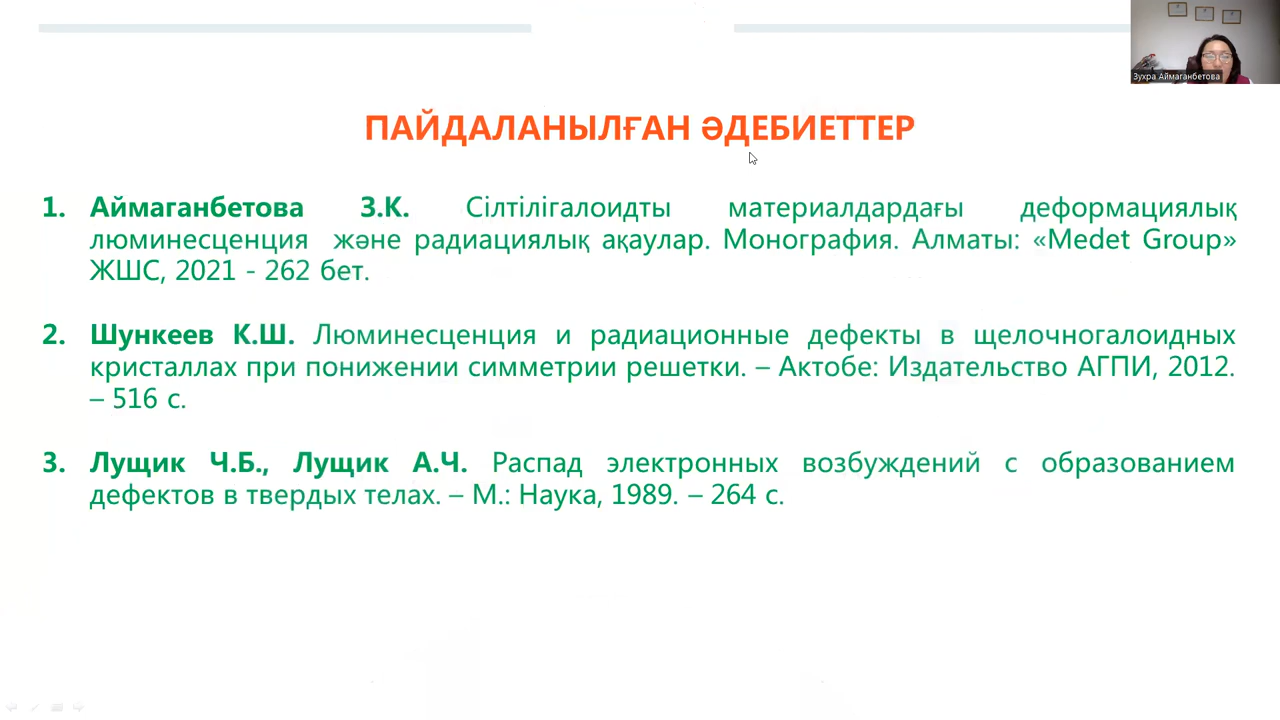 Зухра Аймаганбетова
ПАЙДАЛАНЫЛҒАН ӘДЕБИЕТТЕР
1. Аймаганбетова З.К. Сілтілігалоидты материалдардағы деформациялық
люминесценция және радиациялық ақаулар. Монография. Алматы: «Medet Group»
ЖШС, 2021 - 262 бет.
2. Шункеев К.Ш. Люминесценция и радиационные дефекты в щелочногалоидных
кристаллах при понижении симметрии решетки. – Актобе: Издательство АГПИ, 2012.
– 516 с.
3. Лущик Ч.Б., Лущик А.Ч. Распад электронных возбуждений с образованием
дефектов в твердых телах. – М.: Наука, 1989. – 264 с.